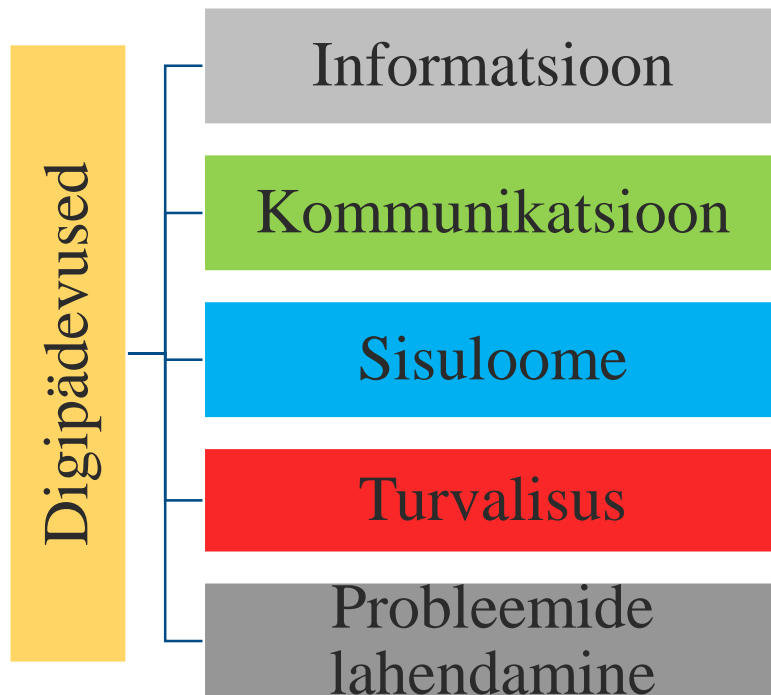 Digipädevused
Informatsioon
Kommunikatsioon
Sisuloome
Turvalisus
Probleemide
lahendamine